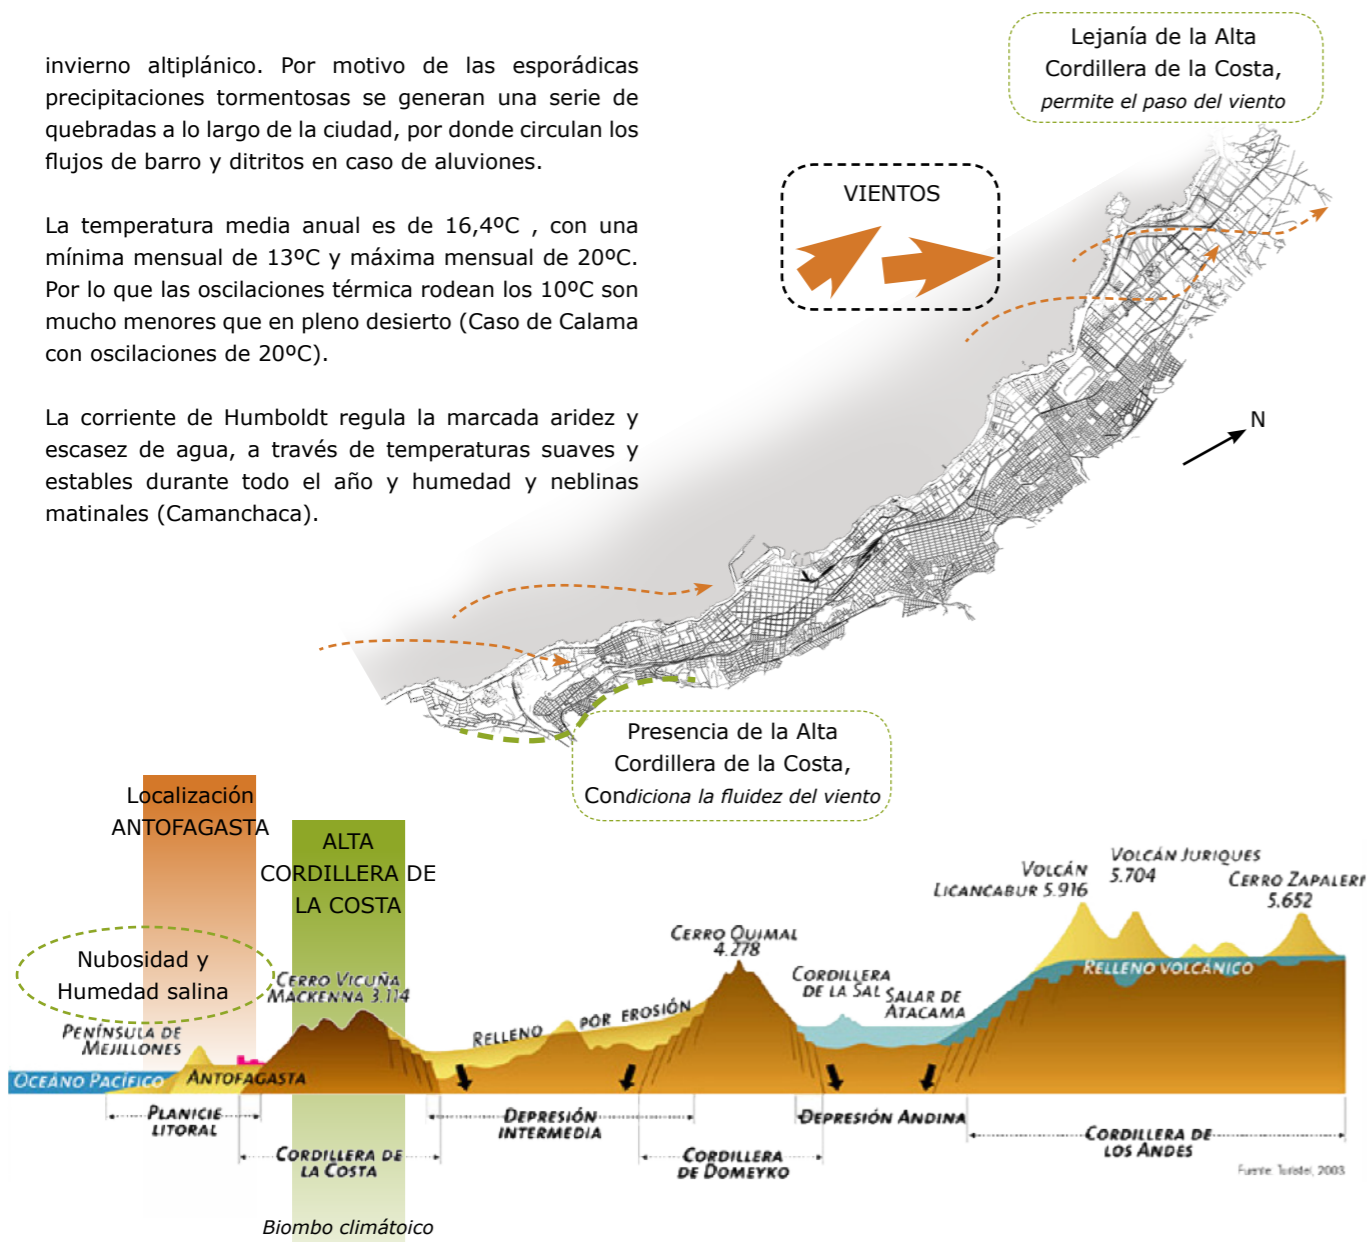 invierno altiplánico. Por motivo de las esporádicas
precipitaciones tormentosas se generan una serie de
quebradas a lo largo de la ciudad, por donde circulan los
flujos de barro y ditritos en caso de aluviones.
La temperatura media anual es de 16,4ºC , con una
mínima mensual de 13ºC y máxima mensual de 20ºC.
Por lo que las oscilaciones térmica rodean los 10ºC son
mucho menores que en pleno desierto (Caso de Calama
con oscilaciones de 20ºC).
La corriente de Humboldt regula la marcada aridez y
escasez de agua, a través de temperaturas suaves y
estables durante todo el año y humedad y neblinas
matinales (Camanchaca).
Lejanía de la Alta
Cordillera de la Costa,
permite el paso del viento
VIENTOS
N
Presencia de la Alta
Cordillera de la Costa,
Condiciona la fluidez del viento
Localización
ANTOFAGASTA
ALTA
CORDILLERA DE
LA COSTA
Nubosidad y
Humedad salina
PENÍNSULA DE
MEJILLONES
OCEÁNO PACÍFICO
ANTOFAGASTA
CERRO VICUÑA
MACKENNA 3.114
RELLENO POR EROSIÓN
CERRO QUIMAL
4.278
CORDILLERA
DE LA SAL
SALAR DE
ATACAMA
VOLCÁN
LICANCABUR 5.916
VOLCÁN JURIQUES
5.704
CERRO ZAPALERI
5.652
RELLENO VOLCÁNICO
PLANICIE
LITORAL
CORDILLERA DE
LA COSTA
DEPRESIÓN
INTERMEDIA
CORDILLERA
DE DOMEYKO
DEPRESIÓN ANDINA
CORDILLERA DE
LOS ANDES
Fuente: Turistel, 2003
Biombo climátoico